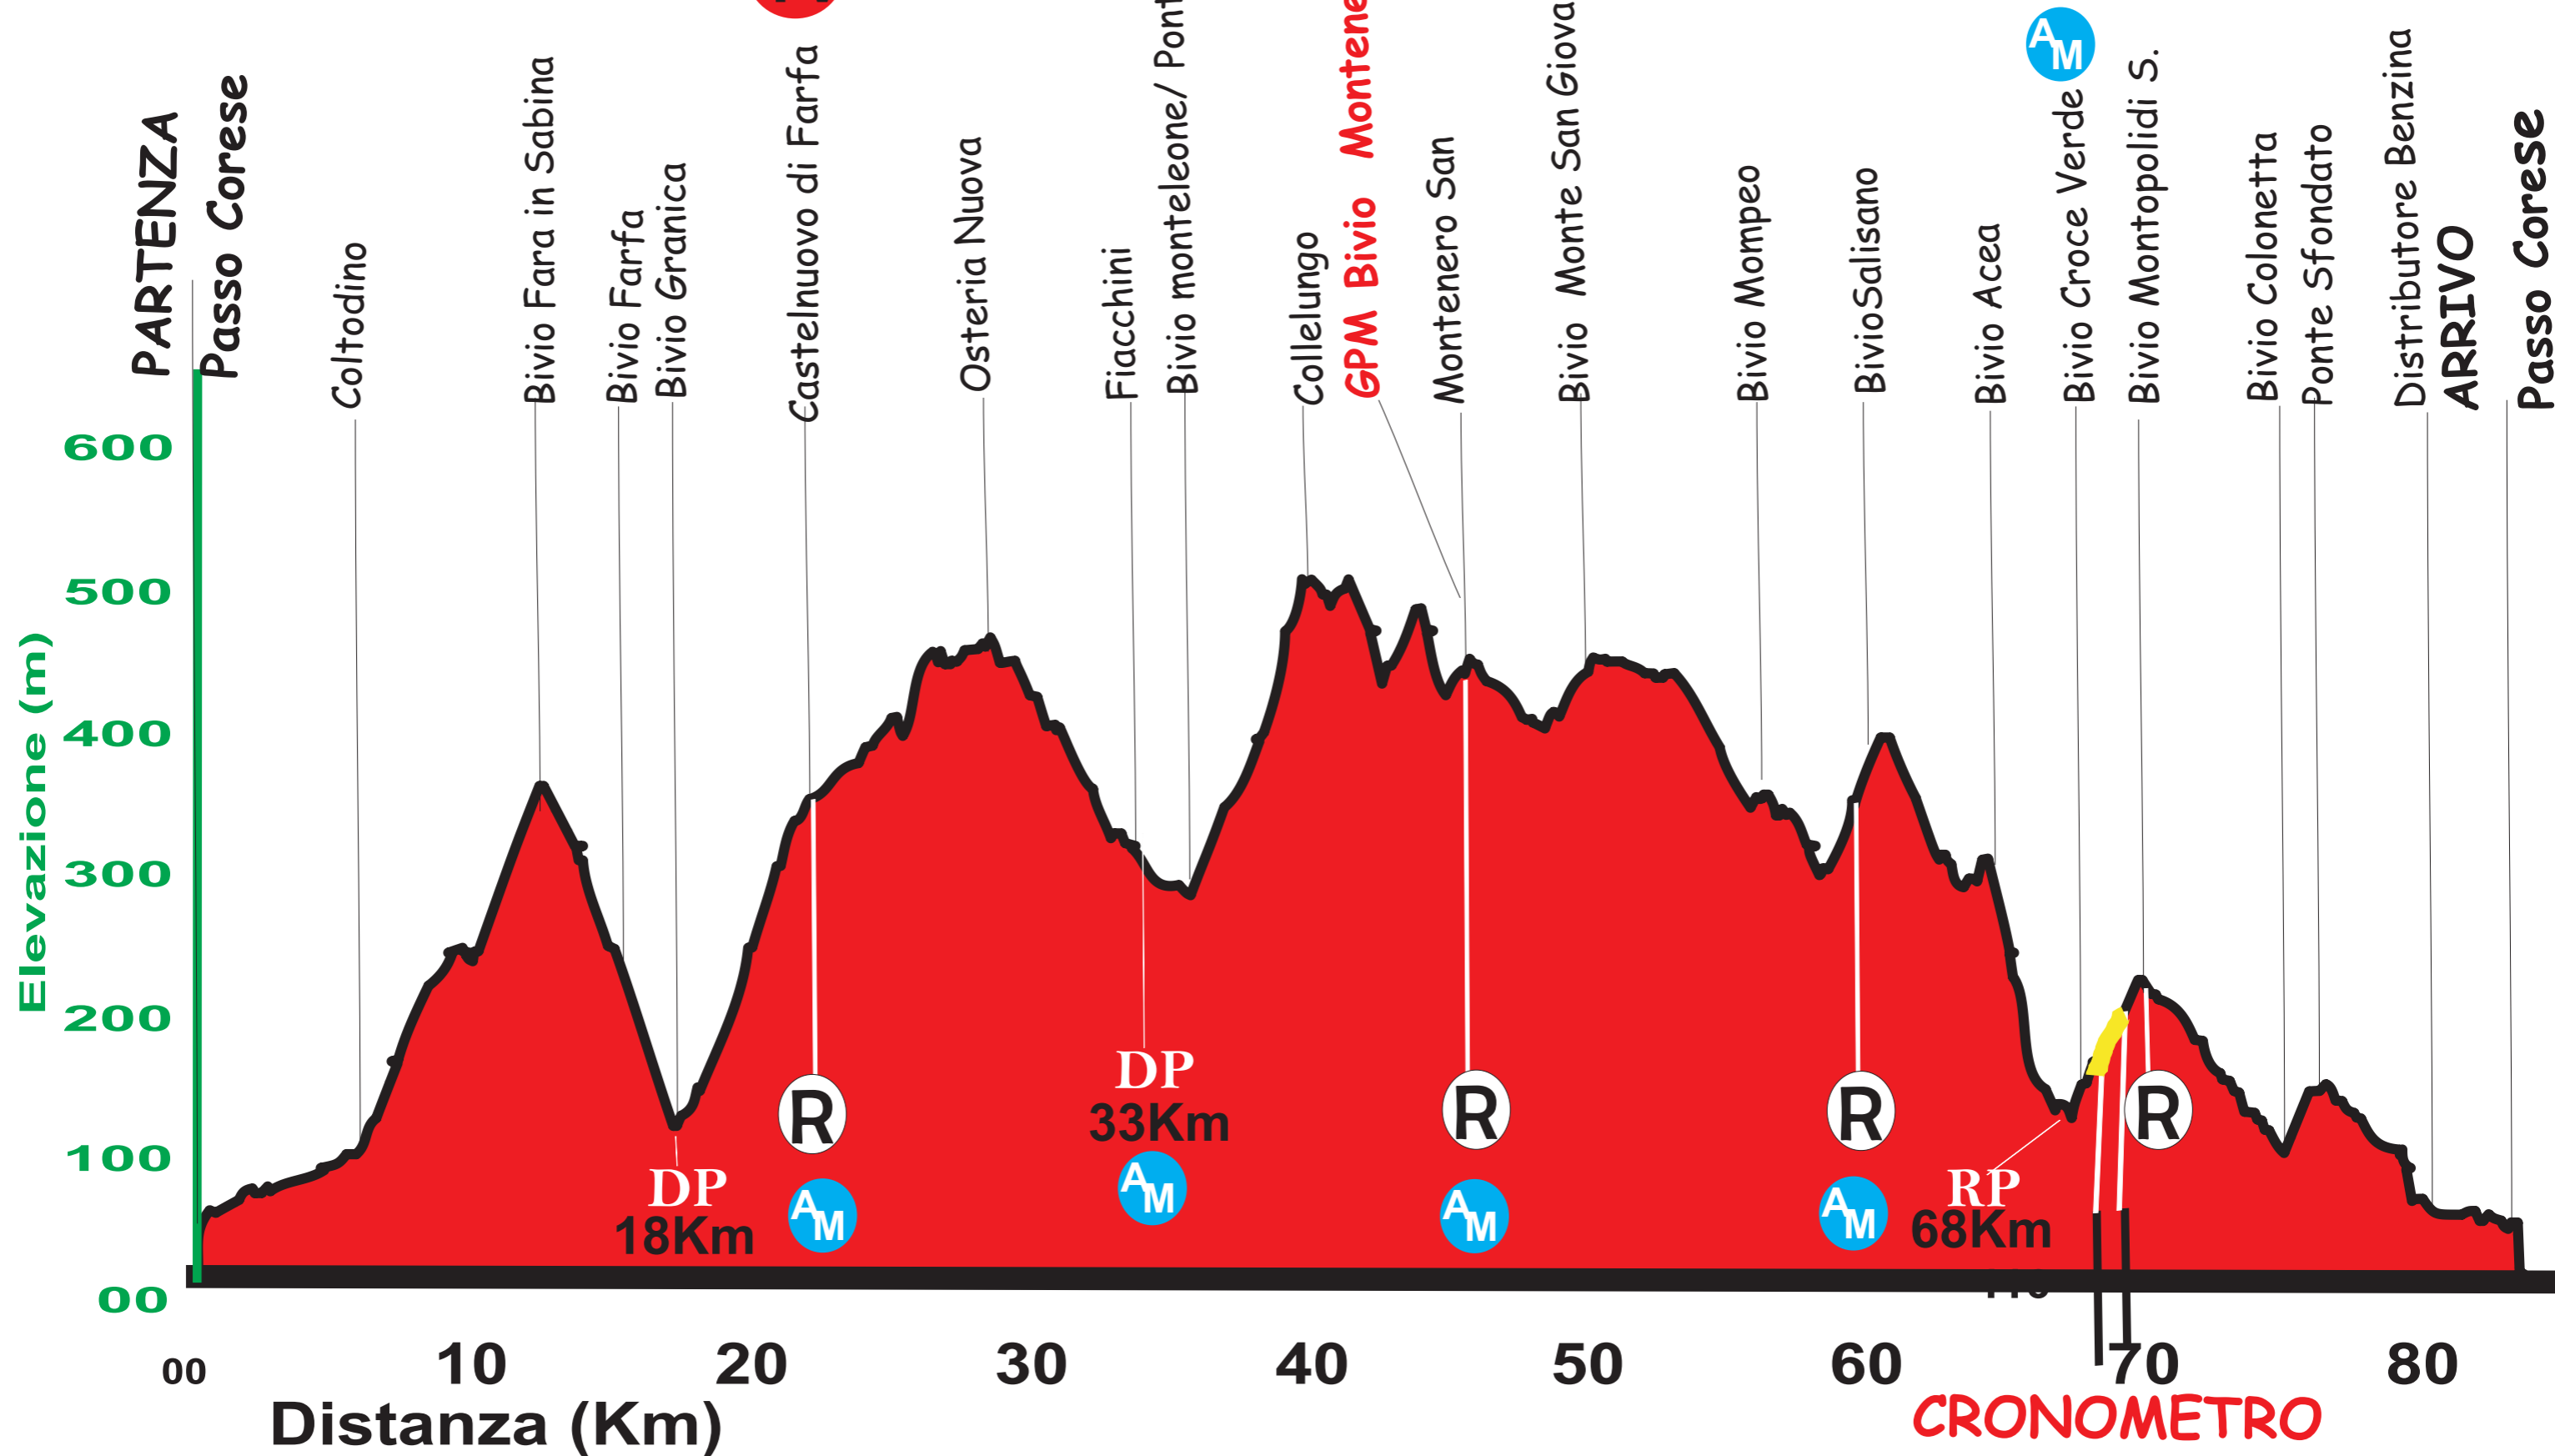 PARTENZA
Passo Corese
Coltodino
Bivio Fara in Sabina
Bivio Farfa
Bivio Granica
Castelnuovo di Farfa
Osteria Nuova
Fiacchini
Bivio monteleone/ Pont
Collelungo
GPM Bivio Montene
Montenero San
Bivio Monte San Giova
Bivio Mompeo
BivioSalisano
Bivio Acea
AM
Bivio Croce Verde
Bivio Montopolidi S.
Bivio Colonetta
Ponte Sfondato
Distributore Benzina
ARRIVO
Passo Corese
Elevazione (m)
600
500
400
300
200
100
00
DP
18Km
R
AM
DP
33Km
AM
R
AM
R
AM
RP
68Km
R
00 10 20 30 40 50 60 70 80
Distanza (Km)
CRONOMETRO